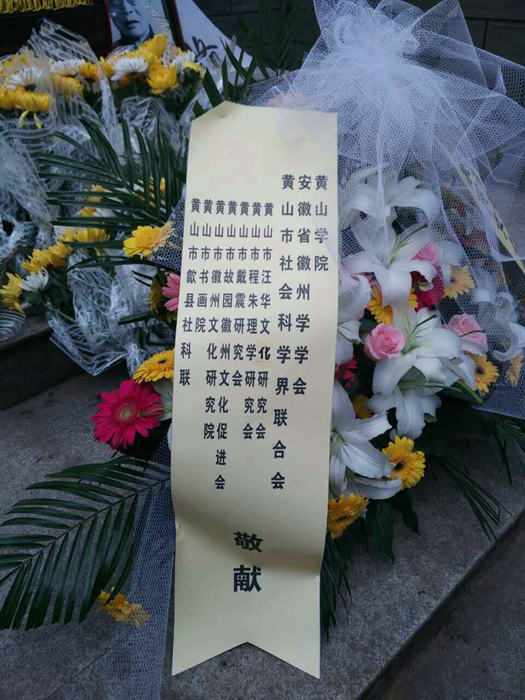 黄山学院
安徽省徽州学学会
黄山市社会科学界联合会
黄山市汪华文化研究会
黄山市程朱理学研究会
黄山市戴震研究会
黄山市故园徽州文化促进会
黄山市徽州文化研究院
黄山市书画院
黄山市歙县社科联
敬献